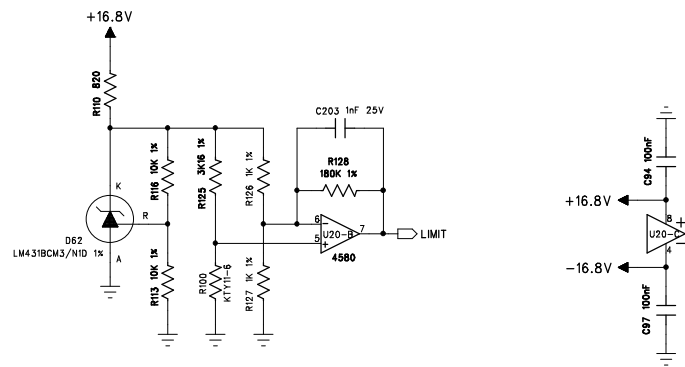 +16.8V
R110 820
C203 1nF 25V
R116 10K 1%
3K16 1%
R125
R126 1K 1%
R128
180K 1%
C94 100nF
K
R
A
D62
LM431BCM3/N1D 1%
R113 10K 1%
R100
KTY11-6
R127 1K 1%
6
5
7
−
+
U20-B
4580
LIMIT
+16.8V
8
U20-C
+
−
4
-16.8V
C97 100nF